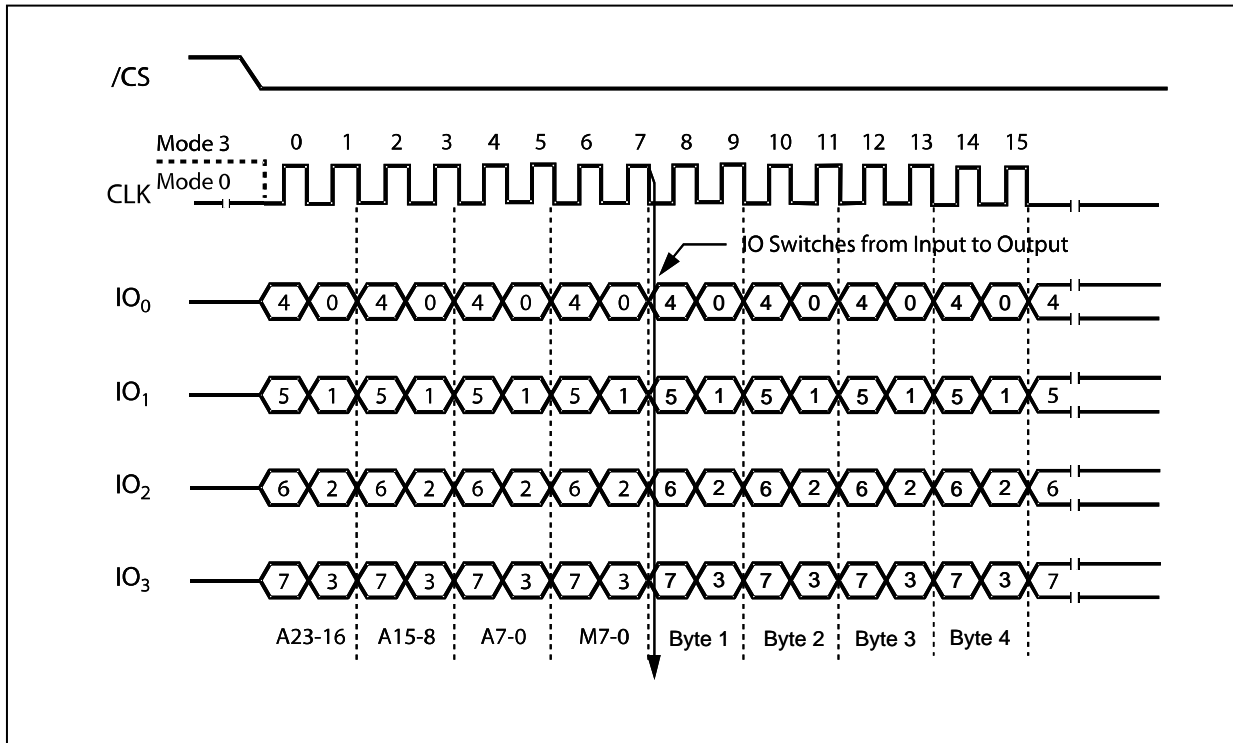 /CS
Mode 3
0 1 2 3 4 5 6 7 8 9 10 11 12 13 14 15
Mode 0
CLK
IO Switches from Input to Output
IO0 4 0 4 0 4 0 4 0 4 0 4 0 4 0 4 0 4
IO1 5 1 5 1 5 1 5 1 5 1 5 1 5 1 5 1 5
IO2 6 2 6 2 6 2 6 2 6 2 6 2 6 2 6 2 6
IO3 7 3 7 3 7 3 7 3 7 3 7 3 7 3 7 3 7
A23-16 A15-8 A7-0 M7-0 Byte 1 Byte 2 Byte 3 Byte 4